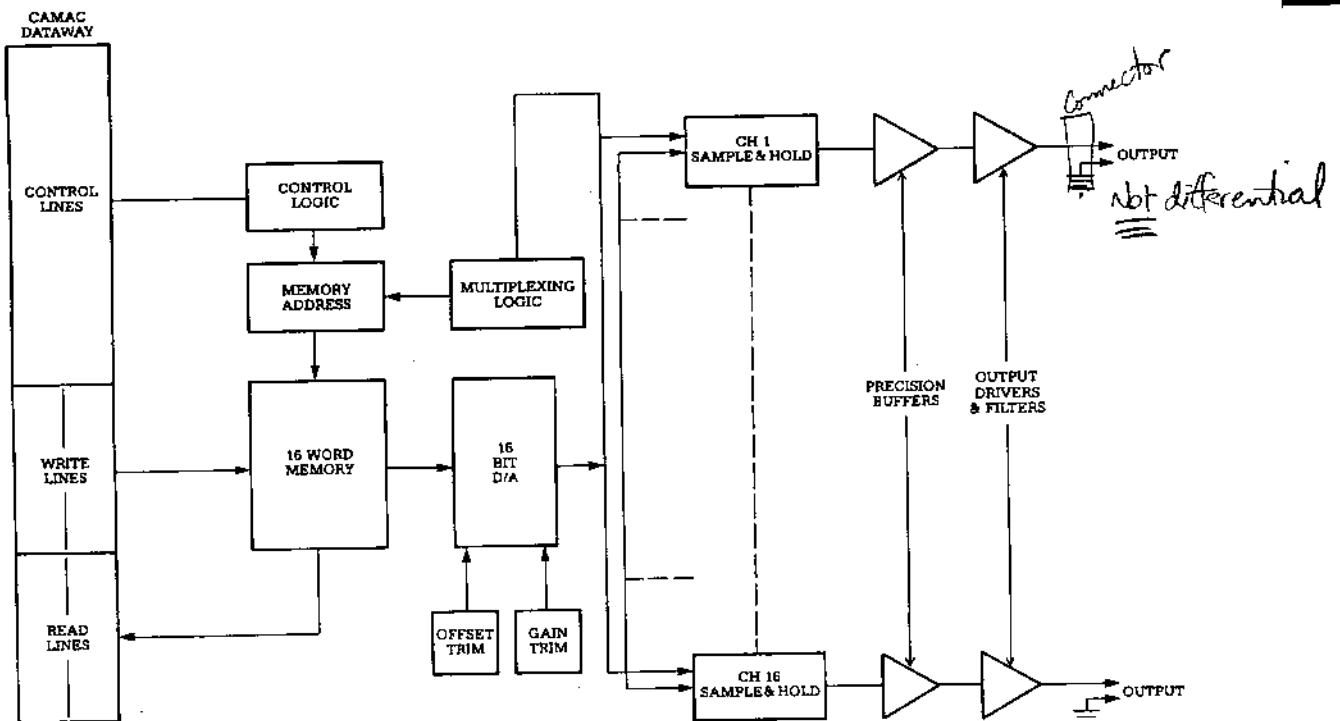 CAMAC
DATAWAY
CONTROL
LINES
WRITE
LINES
READ
LINES
CONTROL
LOGIC
MEMORY
ADDRESS
MULTIPLEXING
LOGIC
16 WORD
MEMORY
16
BIT
D/A
OFFSET
TRIM
GAIN
TRIM
CH 1
SAMPLE & HOLD
PRECISION
BUFFERS
OUTPUT
DRIVERS
& FILTERS
Connector
OUTPUT
Not differential
CH 16
SAMPLE & HOLD
OUTPUT